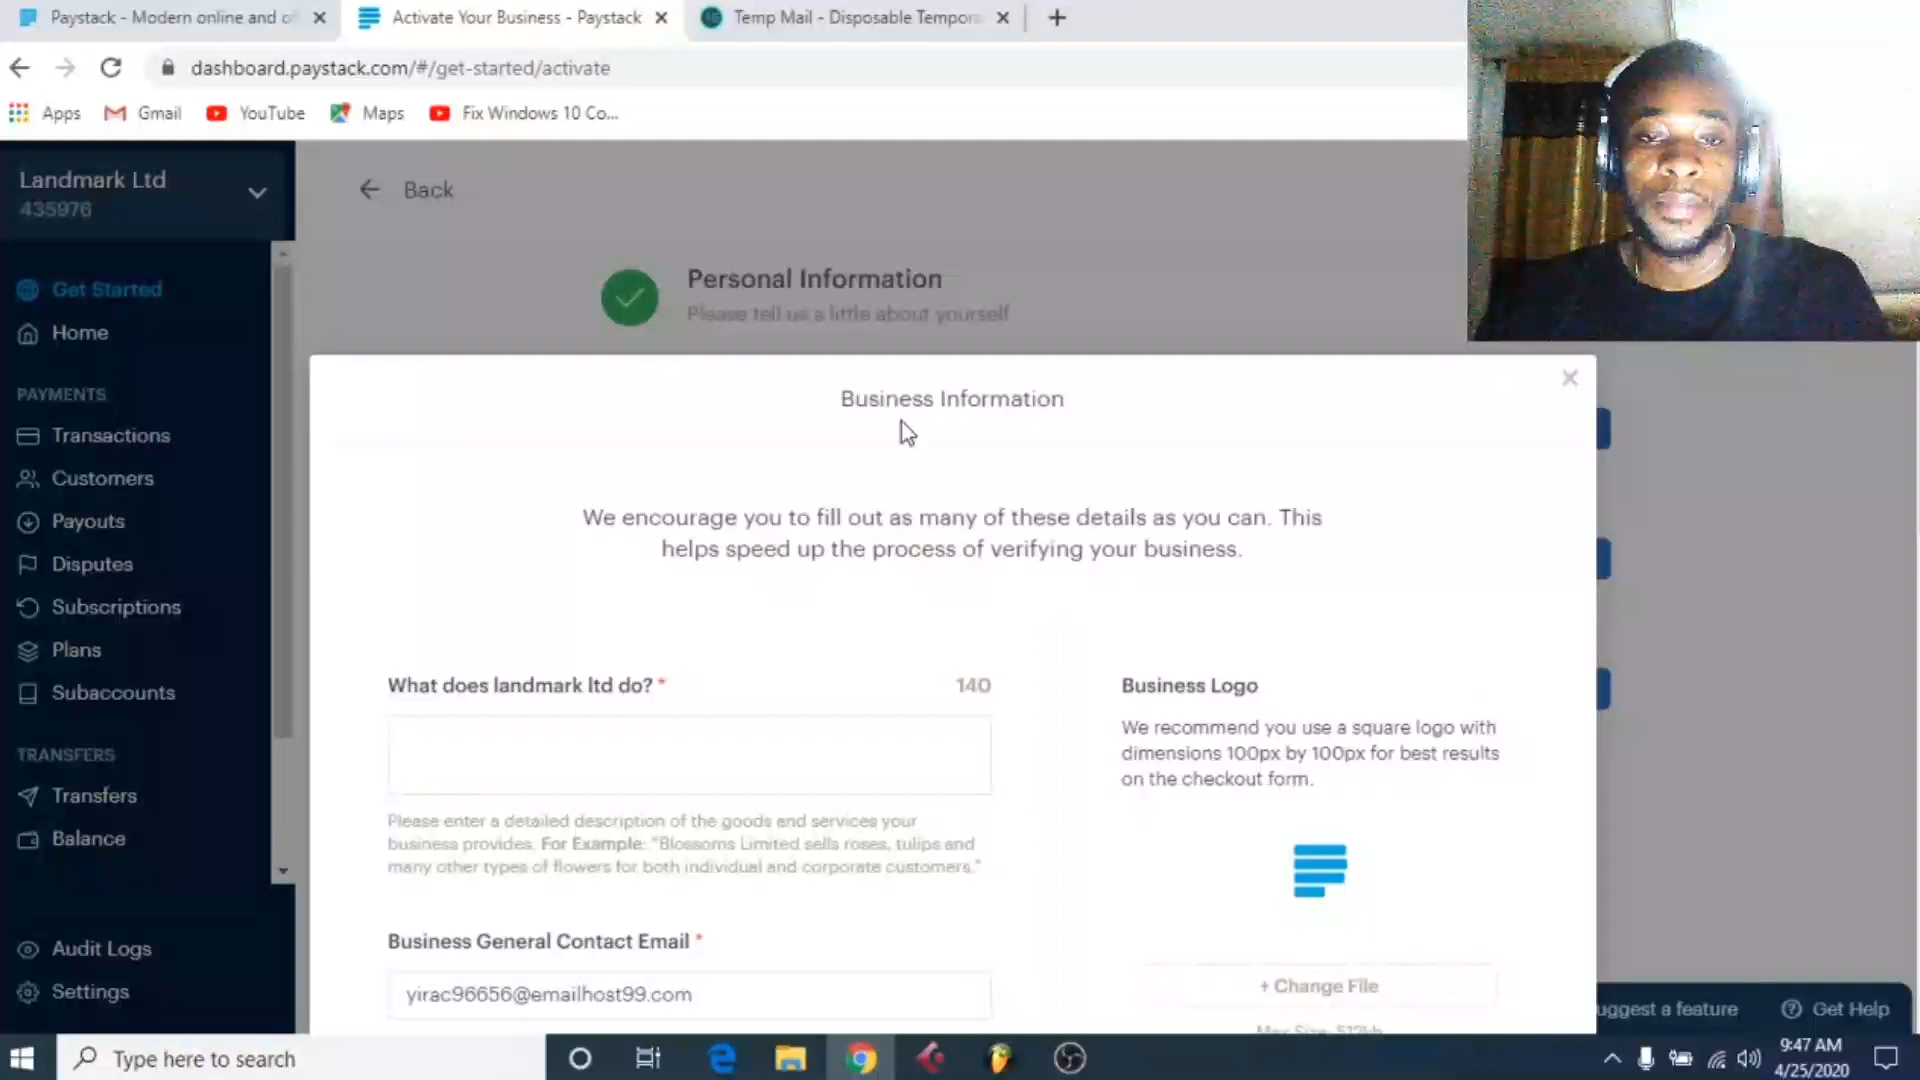 Paystack - Modern online and of
Activate Your Business - Paystack
Temp Mail - Disposable Tempor
dashboard.paystack.com/#/get-started/activate
Apps
Gmail
YouTube
Maps
Fix Windows 10 Co...
Landmark Ltd
435976
Get Started
Home
PAYMENTS
Transactions
Customers
Payouts
Disputes
Subscriptions
Plans
Subaccounts
TRANSFERS
Transfers
Balance
Audit Logs
Settings
Back
Personal Information
Please tell us a little about yourself
Business Information
We encourage you to fill out as many of these details as you can. This
helps speed up the process of verifying your business.
What does landmark ltd do? *
140
Please enter a detailed description of the goods and services your
business provides. For Example: "Blossoms Limited sells roses, tulips and
many other types of flowers for both individual and corporate customers."
Business General Contact Email *
yirac96656@emailhost99.com
Business Logo
We recommend you use a square logo with
dimensions 100px by 100px for best results
on the checkout form.
+ Change File
Max Size: 512kb
uggest a feature
Get Help
Type here to search
9:47 AM
4/25/2020